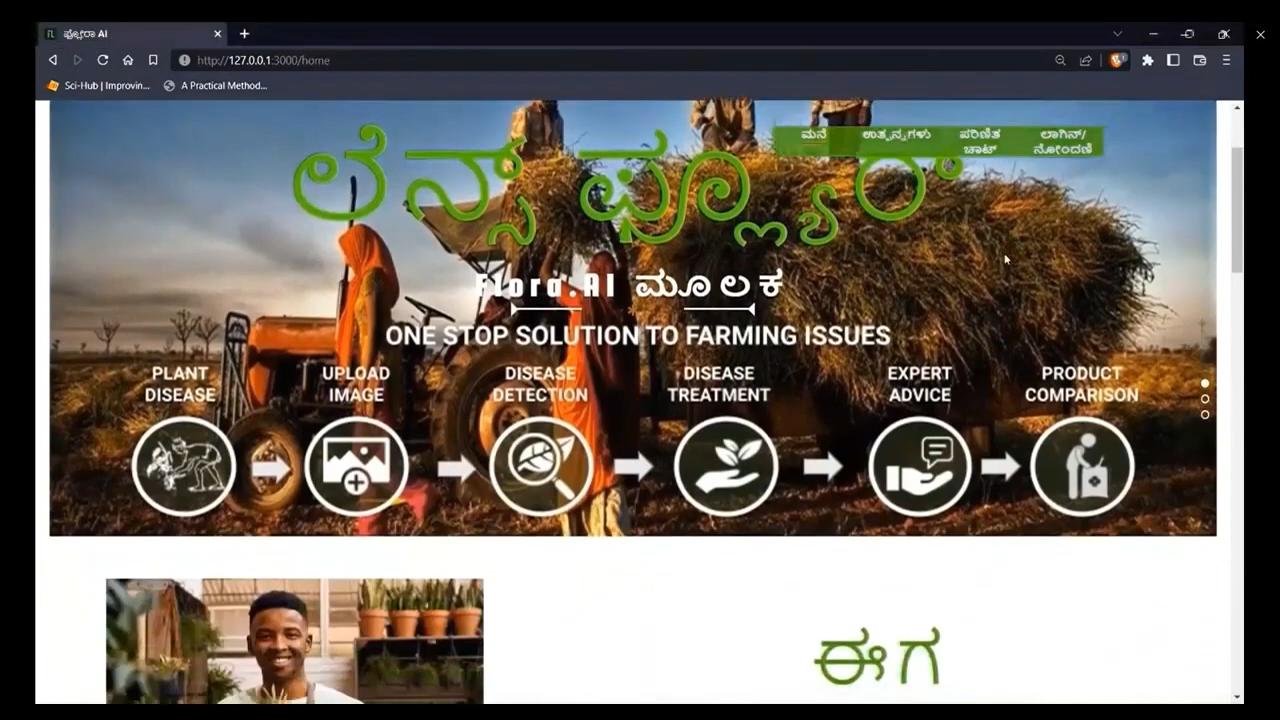 ಫ್ಲೋರಾ AI
http://127.0.0.1:3000/home
Sci-Hub | Improvin...
A Practical Method...
ಮನೆ
ಉತ್ಪನ್ನಗಳು
ಪರಿಣಿತ
ಚಾಟ್
ಲಾಗಿನ್/
ನೋಂದಣಿ
ಲೆನ್ಸ್ ಫ್ಲ್ಯೂರ್
Flora.AI ಮೂಲಕ
ONE STOP SOLUTION TO FARMING ISSUES
PLANT
DISEASE
UPLOAD
IMAGE
DISEASE
DETECTION
DISEASE
TREATMENT
EXPERT
ADVICE
PRODUCT
COMPARISON
ಈಗ